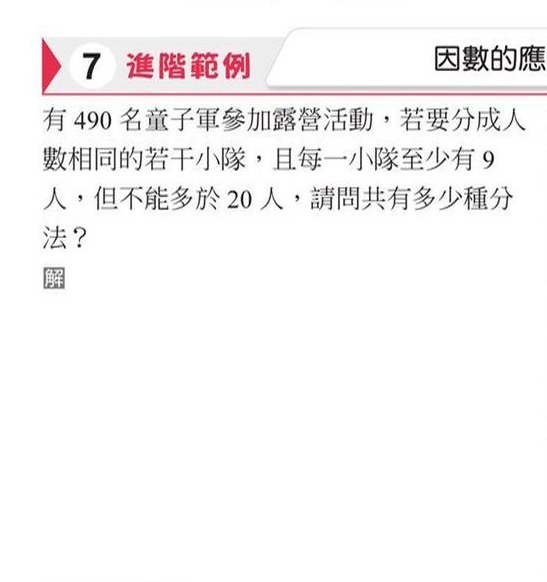 7 進階範例
因數的應
有 490 名童子軍參加露營活動，若要分成人
數相同的若干小隊，且每一小隊至少有 9
人，但不能多於 20 人，請問共有多少種分
法？
解